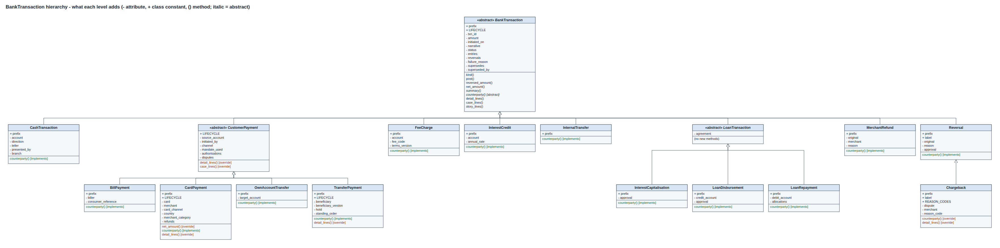 BankTransaction hierarchy - what each level adds (- attribute, + class constant, () method; italic = abstract)
«abstract» BankTransaction
+ prefix
+ LIFECYCLE
- txn_id
- amount
- initiated_on
- narrative
- status
- entries
- reversals
- failure_reason
- supersedes
- superseded_by
kind()
post()
reversed_amount()
net_amount()
summary()
counterparty() {abstract}
detail_lines()
case_lines()
story_lines()
CashTransaction
+ prefix
- account
- direction
- teller
- presented_by
- branch
counterparty() [implements]
«abstract» CustomerPayment
+ LIFECYCLE
- source_account
- initiated_by
- channel
- mandate_used
- authorisations
- disputes
detail_lines() [override]
case_lines() [override]
FeeCharge
+ prefix
- account
- fee_code
- terms_version
counterparty() [implements]
InterestCredit
+ prefix
- account
- annual_rate
counterparty() [implements]
InternalTransfer
+ prefix
counterparty() [implements]
«abstract» LoanTransaction
- agreement
(no new methods)
MerchantRefund
+ prefix
- original
- merchant
- reason
counterparty() [implements]
Reversal
+ prefix
+ label
- original
- reason
- approval
counterparty() [implements]
BillPayment
+ prefix
- biller
- consumer_reference
counterparty() [implements]
CardPayment
+ prefix
+ LIFECYCLE
- card
- merchant
- card_channel
- country
- merchant_category
- refunds
net_amount() [override]
counterparty() [implements]
detail_lines() [override]
OwnAccountTransfer
+ prefix
- target_account
counterparty() [implements]
TransferPayment
+ prefix
+ LIFECYCLE
- beneficiary
- beneficiary_version
- hold
- standing_order
counterparty() [implements]
detail_lines() [override]
InterestCapitalisation
+ prefix
- approval
counterparty() [implements]
LoanDisbursement
+ prefix
- credit_account
- approval
counterparty() [implements]
LoanRepayment
+ prefix
- debit_account
- allocations
counterparty() [implements]
Chargeback
+ prefix
+ label
+ REASON_CODES
- dispute
- merchant
- reason_code
counterparty() [override]
detail_lines() [override]